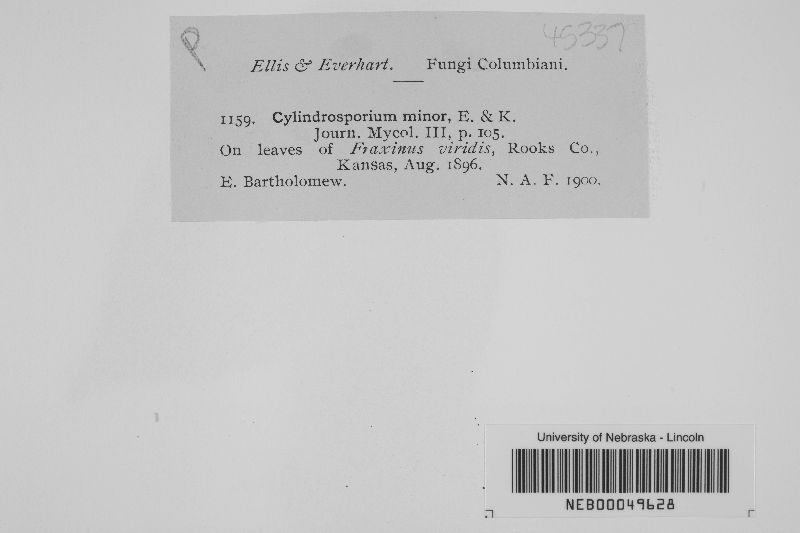 P 45337
Ellis & Everhart. Fungi Columbiani.
1159. Cylindrosporium minor, E. & K.
Journ. Mycol. III, p. 105.
On leaves of Fraxinus viridis, Rooks Co.,
Kansas, Aug. 1896.
E. Bartholomew. N. A. F. 1900.
University of Nebraska - Lincoln
NEB00049628